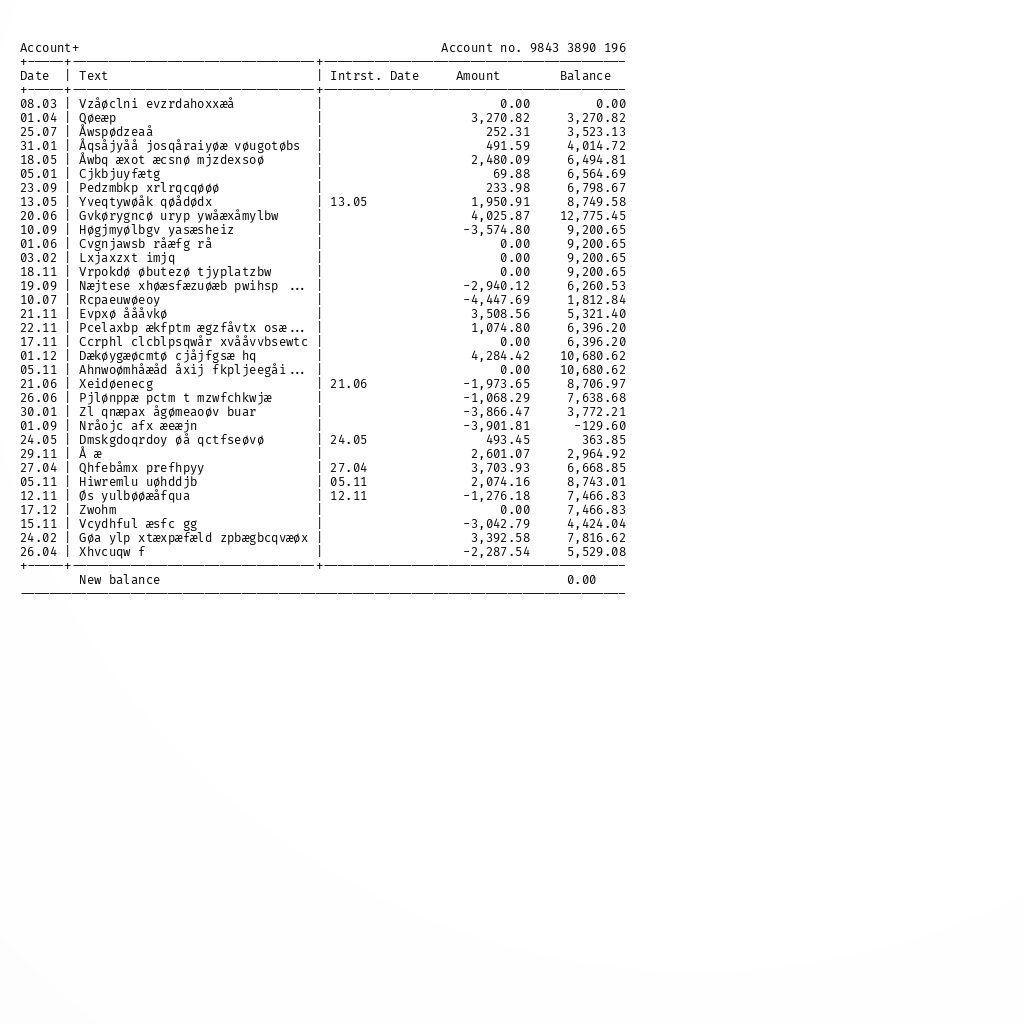 Account+ Account no. 9843 3890 196
+-----+---------------------------------+-----------------------------------------
Date | Text | Intrst. Date Amount Balance
+-----+---------------------------------+-----------------------------------------
08.03 | Vzåøclni evzrdahoxxæå | 0.00 0.00
01.04 | Qøeæp | 3,270.82 3,270.82
25.07 | Åwspødzeaå | 252.31 3,523.13
31.01 | Åqsåjyåå josqåraiyøæ vøugotøbs | 491.59 4,014.72
18.05 | Åwbq æxot æcsnø mjzdexsoø | 2,480.09 6,494.81
05.01 | Cjkbjuyfætg | 69.88 6,564.69
23.09 | Pedzmbkp xrlrqcqøøø | 233.98 6,798.67
13.05 | Yveqtywøåk qøådødx | 13.05 1,950.91 8,749.58
20.06 | Gvkørygncø uryp ywåæxåmylbw | 4,025.87 12,775.45
10.09 | Høgjmyølbgv yasæsheiz | -3,574.80 9,200.65
01.06 | Cvgnjawsb råæfg rå | 0.00 9,200.65
03.02 | Lxjaxzxt imjq | 0.00 9,200.65
18.11 | Vrpokdø øbutezø tjyplatzbw | 0.00 9,200.65
19.09 | Næjtese xhøæsfæzuøæb pwihsp ... | -2,940.12 6,260.53
10.07 | Rcpaeuwøeoy | -4,447.69 1,812.84
21.11 | Evpxø åååvkø | 3,508.56 5,321.40
22.11 | Pcelaxbp ækfptm ægzfåvtx osæ... | 1,074.80 6,396.20
17.11 | Ccrphl clcblpsqwår xvååvvbsewtc | 0.00 6,396.20
01.12 | Dækøygæøcmtø cjåjfgsæ hq | 4,284.42 10,680.62
05.11 | Ahnwoømhåæåd åxij fkpljeegåi... | 0.00 10,680.62
21.06 | Xeidøenecg | 21.06 -1,973.65 8,706.97
26.06 | Pjlønppæ pctm t mzwfchkwjæ | -1,068.29 7,638.68
30.01 | Zl qnæpax ågømeaoøv buar | -3,866.47 3,772.21
01.09 | Nråojc afx æeæjn | -3,901.81 -129.60
24.05 | Dmskgdoqrdoy øå qctfseøvø | 24.05 493.45 363.85
29.11 | Å æ | 2,601.07 2,964.92
27.04 | Qhfebåmx prefhpyy | 27.04 3,703.93 6,668.85
05.11 | Hiwremlu uøhddjb | 05.11 2,074.16 8,743.01
12.11 | Øs yulbøøæåfqua | 12.11 -1,276.18 7,466.83
17.12 | Zwohm | 0.00 7,466.83
15.11 | Vcydhful æsfc gg | -3,042.79 4,424.04
24.02 | Gøa ylp xtæxpæfæld zpbægbcqvæøx | 3,392.58 7,816.62
26.04 | Xhvcuqw f | -2,287.54 5,529.08
+-----+---------------------------------+-----------------------------------------
New balance 0.00
----------------------------------------------------------------------------------